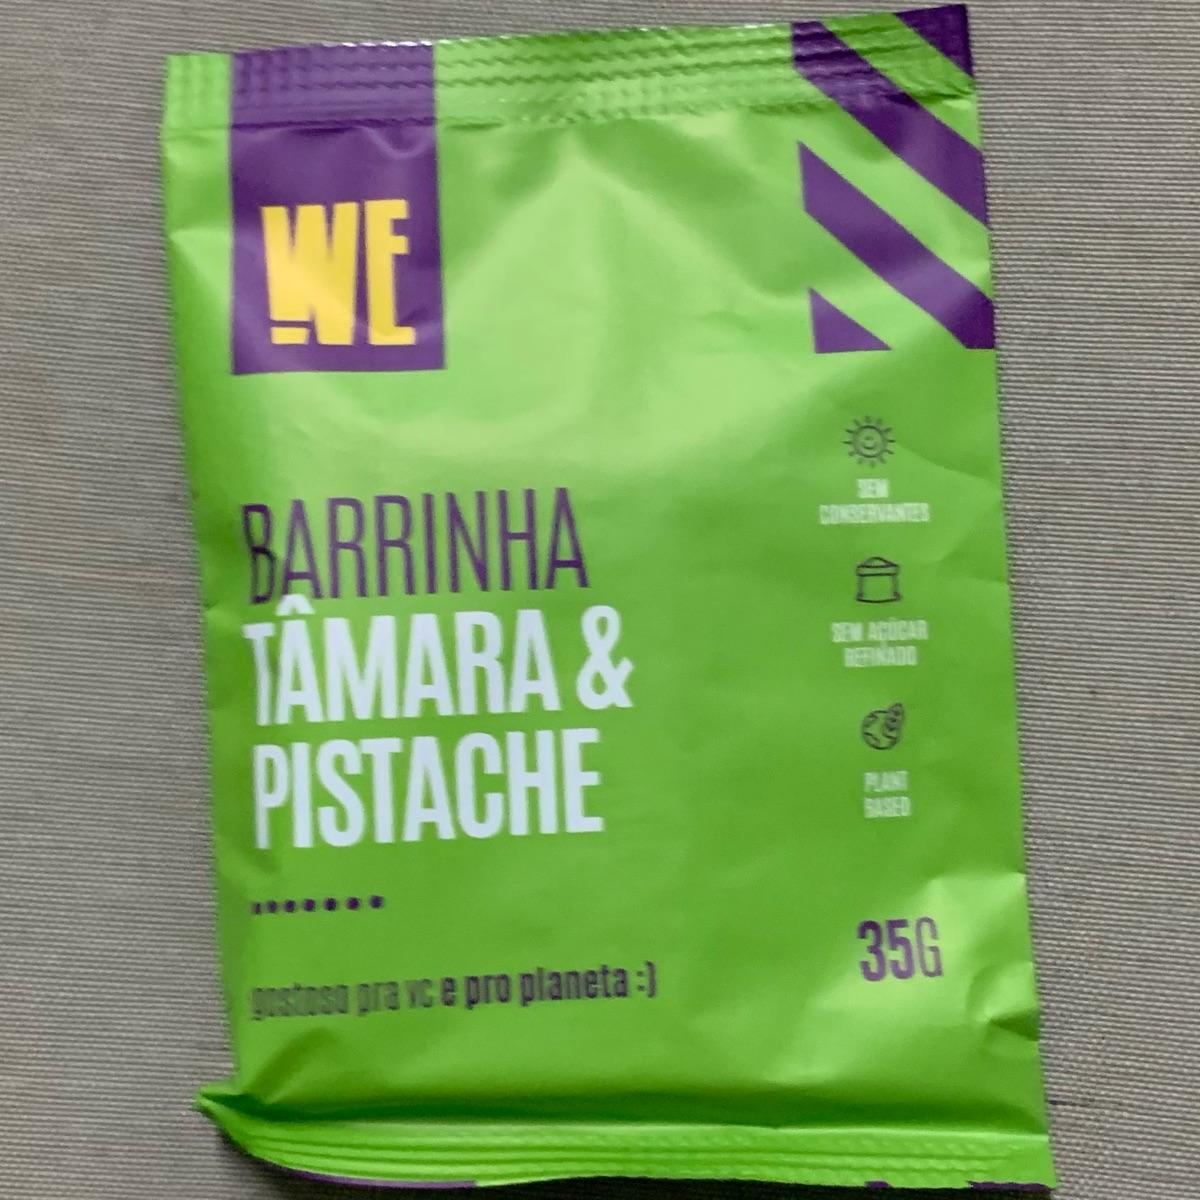 WE
BARRINHA
TÂMARA &
PISTACHE
gostoso pra vc e pro planeta :)
SEM
CONSERVANTES
SEM AÇÚCAR
REFINADO
PLANT
BASED
35G